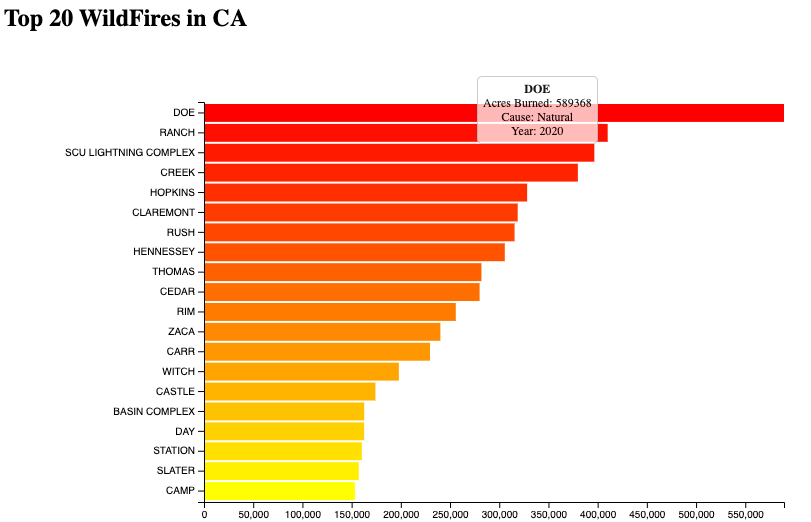 Top 20 WildFires in CA
DOE
Acres Burned: 589368
Cause: Natural
Year: 2020
DOE
RANCH
SCU LIGHTNING COMPLEX
CREEK
HOPKINS
CLAREMONT
RUSH
HENNESSEY
THOMAS
CEDAR
RIM
ZACA
CARR
WITCH
CASTLE
BASIN COMPLEX
DAY
STATION
SLATER
CAMP
0 50,000 100,000 150,000 200,000 250,000 300,000 350,000 400,000 450,000 500,000 550,000